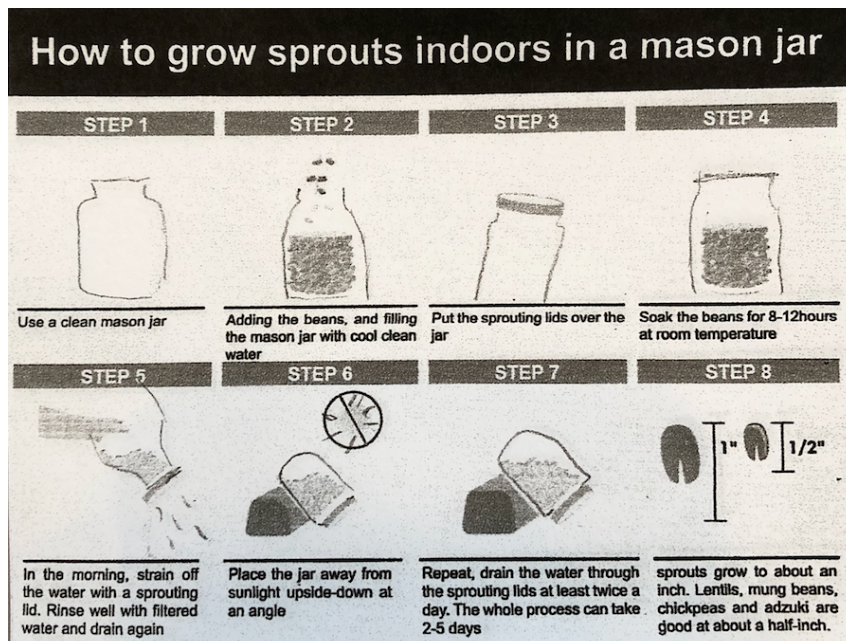 How to grow sprouts indoors in a mason jar
STEP 1
Use a clean mason jar
STEP 2
Adding the beans, and filling
the mason jar with cool clean
water
STEP 3
Put the sprouting lids over the
jar
STEP 4
Soak the beans for 8-12hours
at room temperature
STEP 5
In the morning, strain off
the water with a sprouting
lid. Rinse well with filtered
water and drain again
STEP 6
Place the jar away from
sunlight upside-down at
an angle
STEP 7
Repeat, drain the water through
the sprouting lids at least twice a
day. The whole process can take
2-5 days
STEP 8
1"
1/2"
sprouts grow to about an
inch. Lentils, mung beans,
chickpeas and adzuki are
good at about a half-inch.